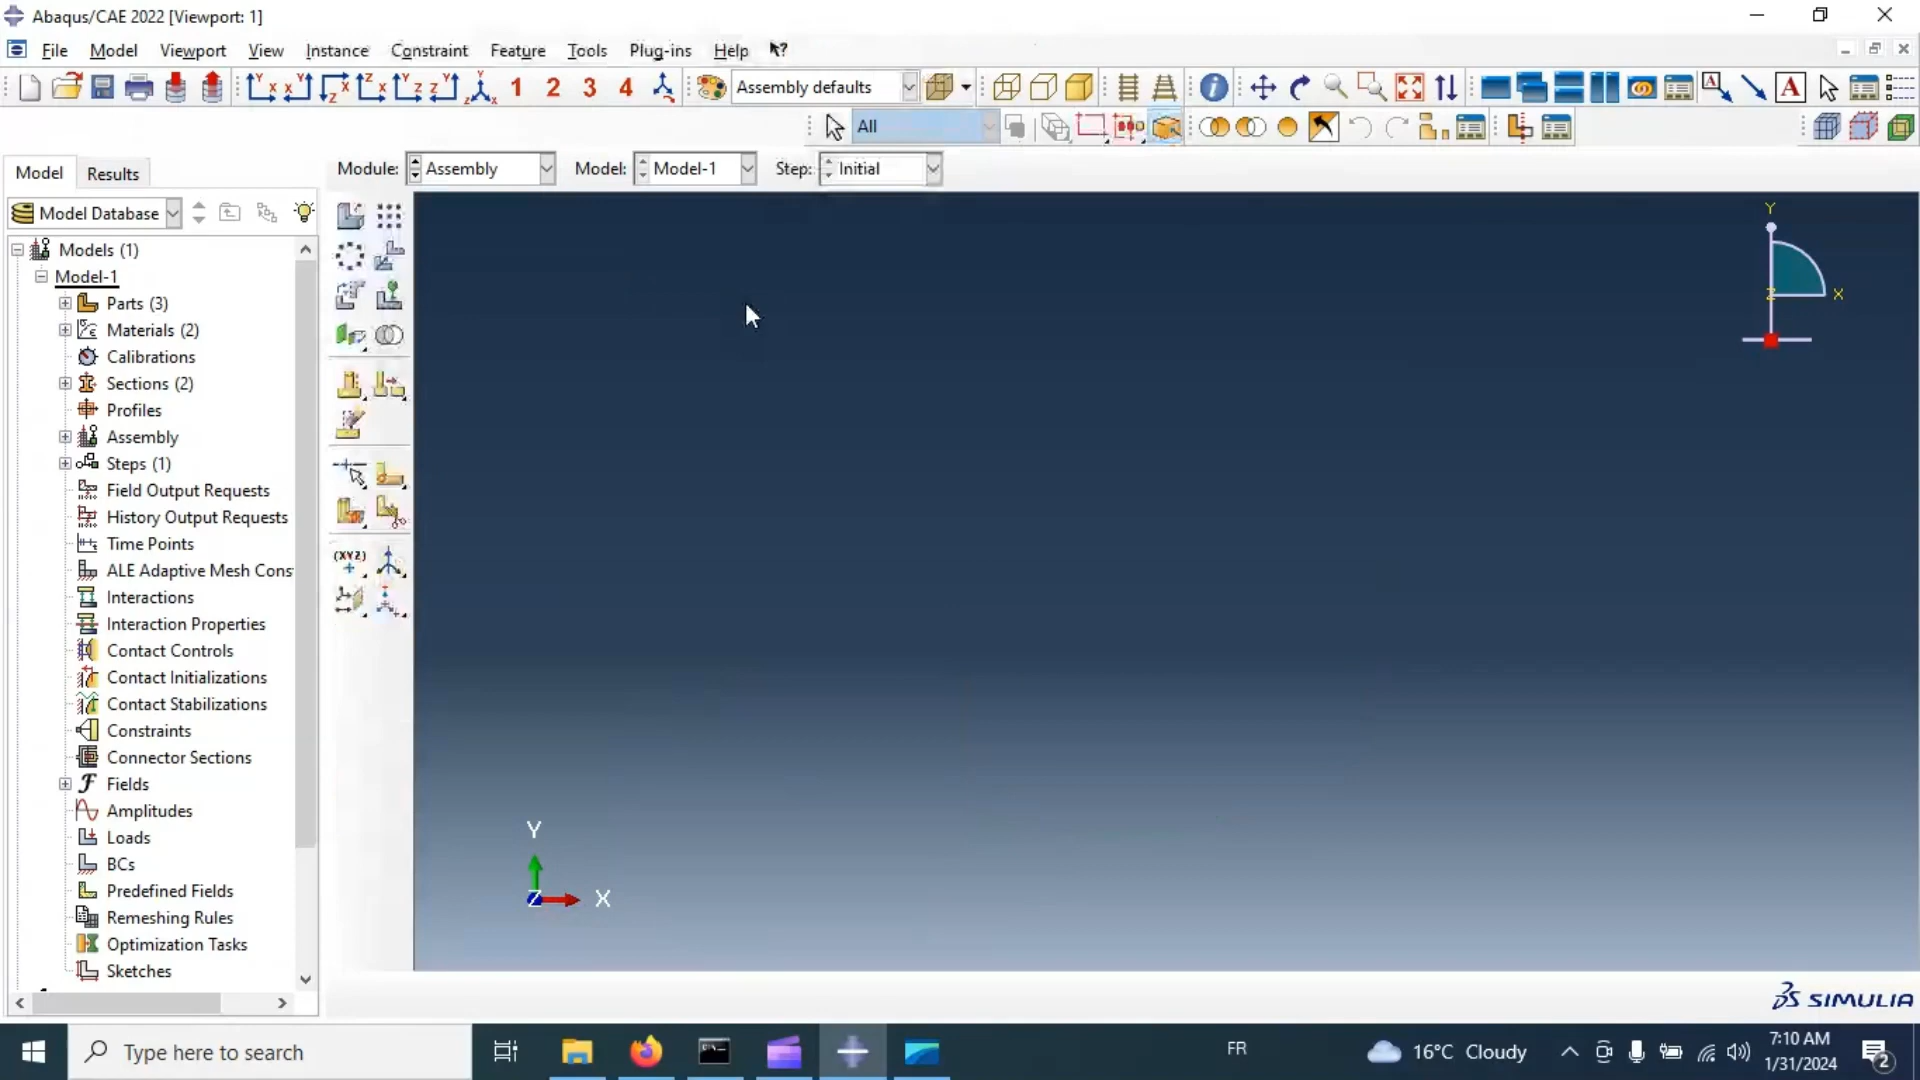 Abaqus/CAE 2022 [Viewport: 1]
File Model Viewport View Instance Constraint Feature Tools Plug-ins Help
1 2 3 4 Assembly defaults
All
Model Results Module: Assembly Model: Model-1 Step: Initial
Model Database
Models (1)
Model-1
Parts (3)
Materials (2)
Calibrations
Sections (2)
Profiles
Assembly
Steps (1)
Field Output Requests
History Output Requests
Time Points
ALE Adaptive Mesh Cons
Interactions
Interaction Properties
Contact Controls
Contact Initializations
Contact Stabilizations
Constraints
Connector Sections
Fields
Amplitudes
Loads
BCs
Predefined Fields
Remeshing Rules
Optimization Tasks
Sketches
(XYZ)
Y
Z X
Y
Z X
SIMULIA
Type here to search
FR
16°C Cloudy
7:10 AM
1/31/2024
2